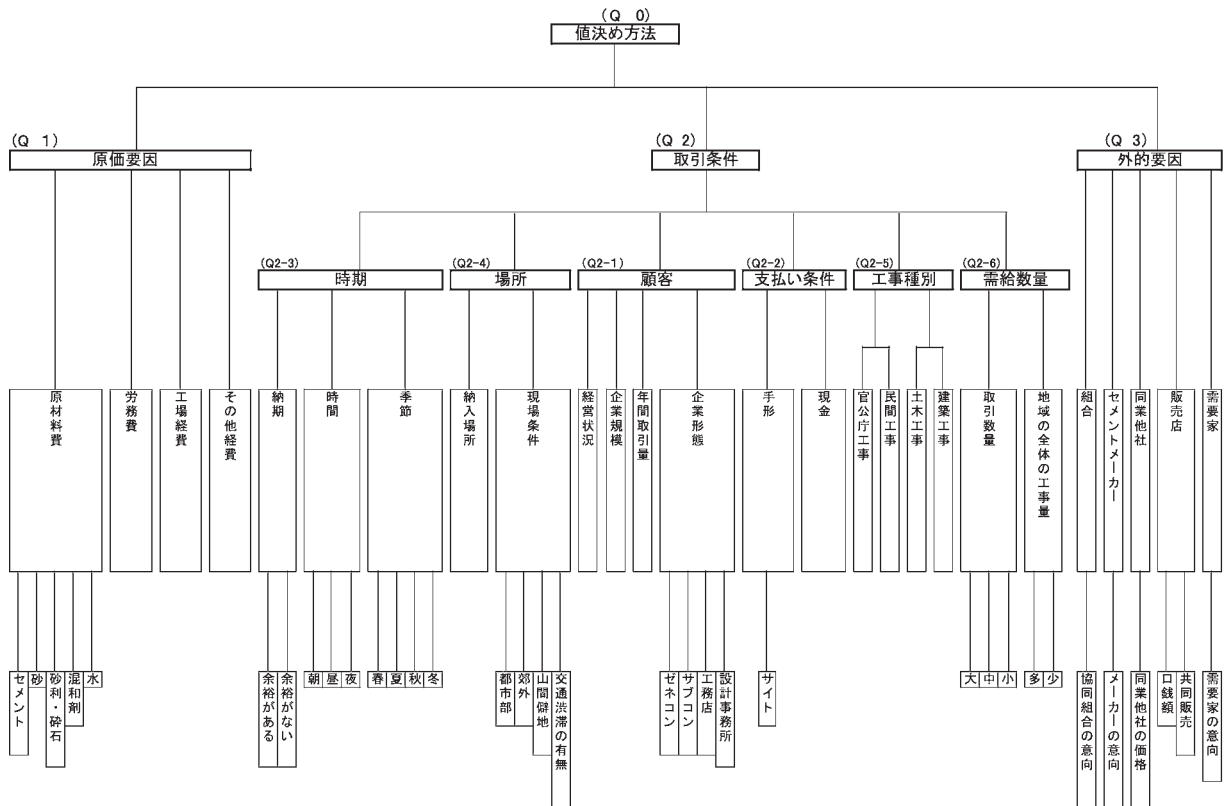 (Q 0)
値決め方法
(Q 1)
原価要因
(Q 2)
取引条件
(Q 3)
外的要因
(Q2-3)
時期
(Q2-4)
場所
(Q2-1)
顧客
(Q2-2)
支払い条件
(Q2-5)
工事種別
(Q2-6)
需給数量
原材料費
労務費
工場経費
その他経費
納期
時間
季節
納入場所
現場条件
経営状況
企業規模
年間取引量
企業形態
手形
現金
官公庁工事
民間工事
土木工事
建築工事
取引数量
地域の全体の工事量
組合
セメントメーカー
同業他社
販売店
需要家
セメント
砂
砂利・砕石
混和剤
水
余裕がある
余裕がない
朝
昼
夜
春
夏
秋
冬
都市部
郊外
山間僻地
交通渋滞の有無
ゼネコン
サブコン
工務店
設計事務所
サイト
大
中
小
多
少
協同組合の意向
メーカーの意向
同業他社の価格
口銭額
共同販売
需要家の意向